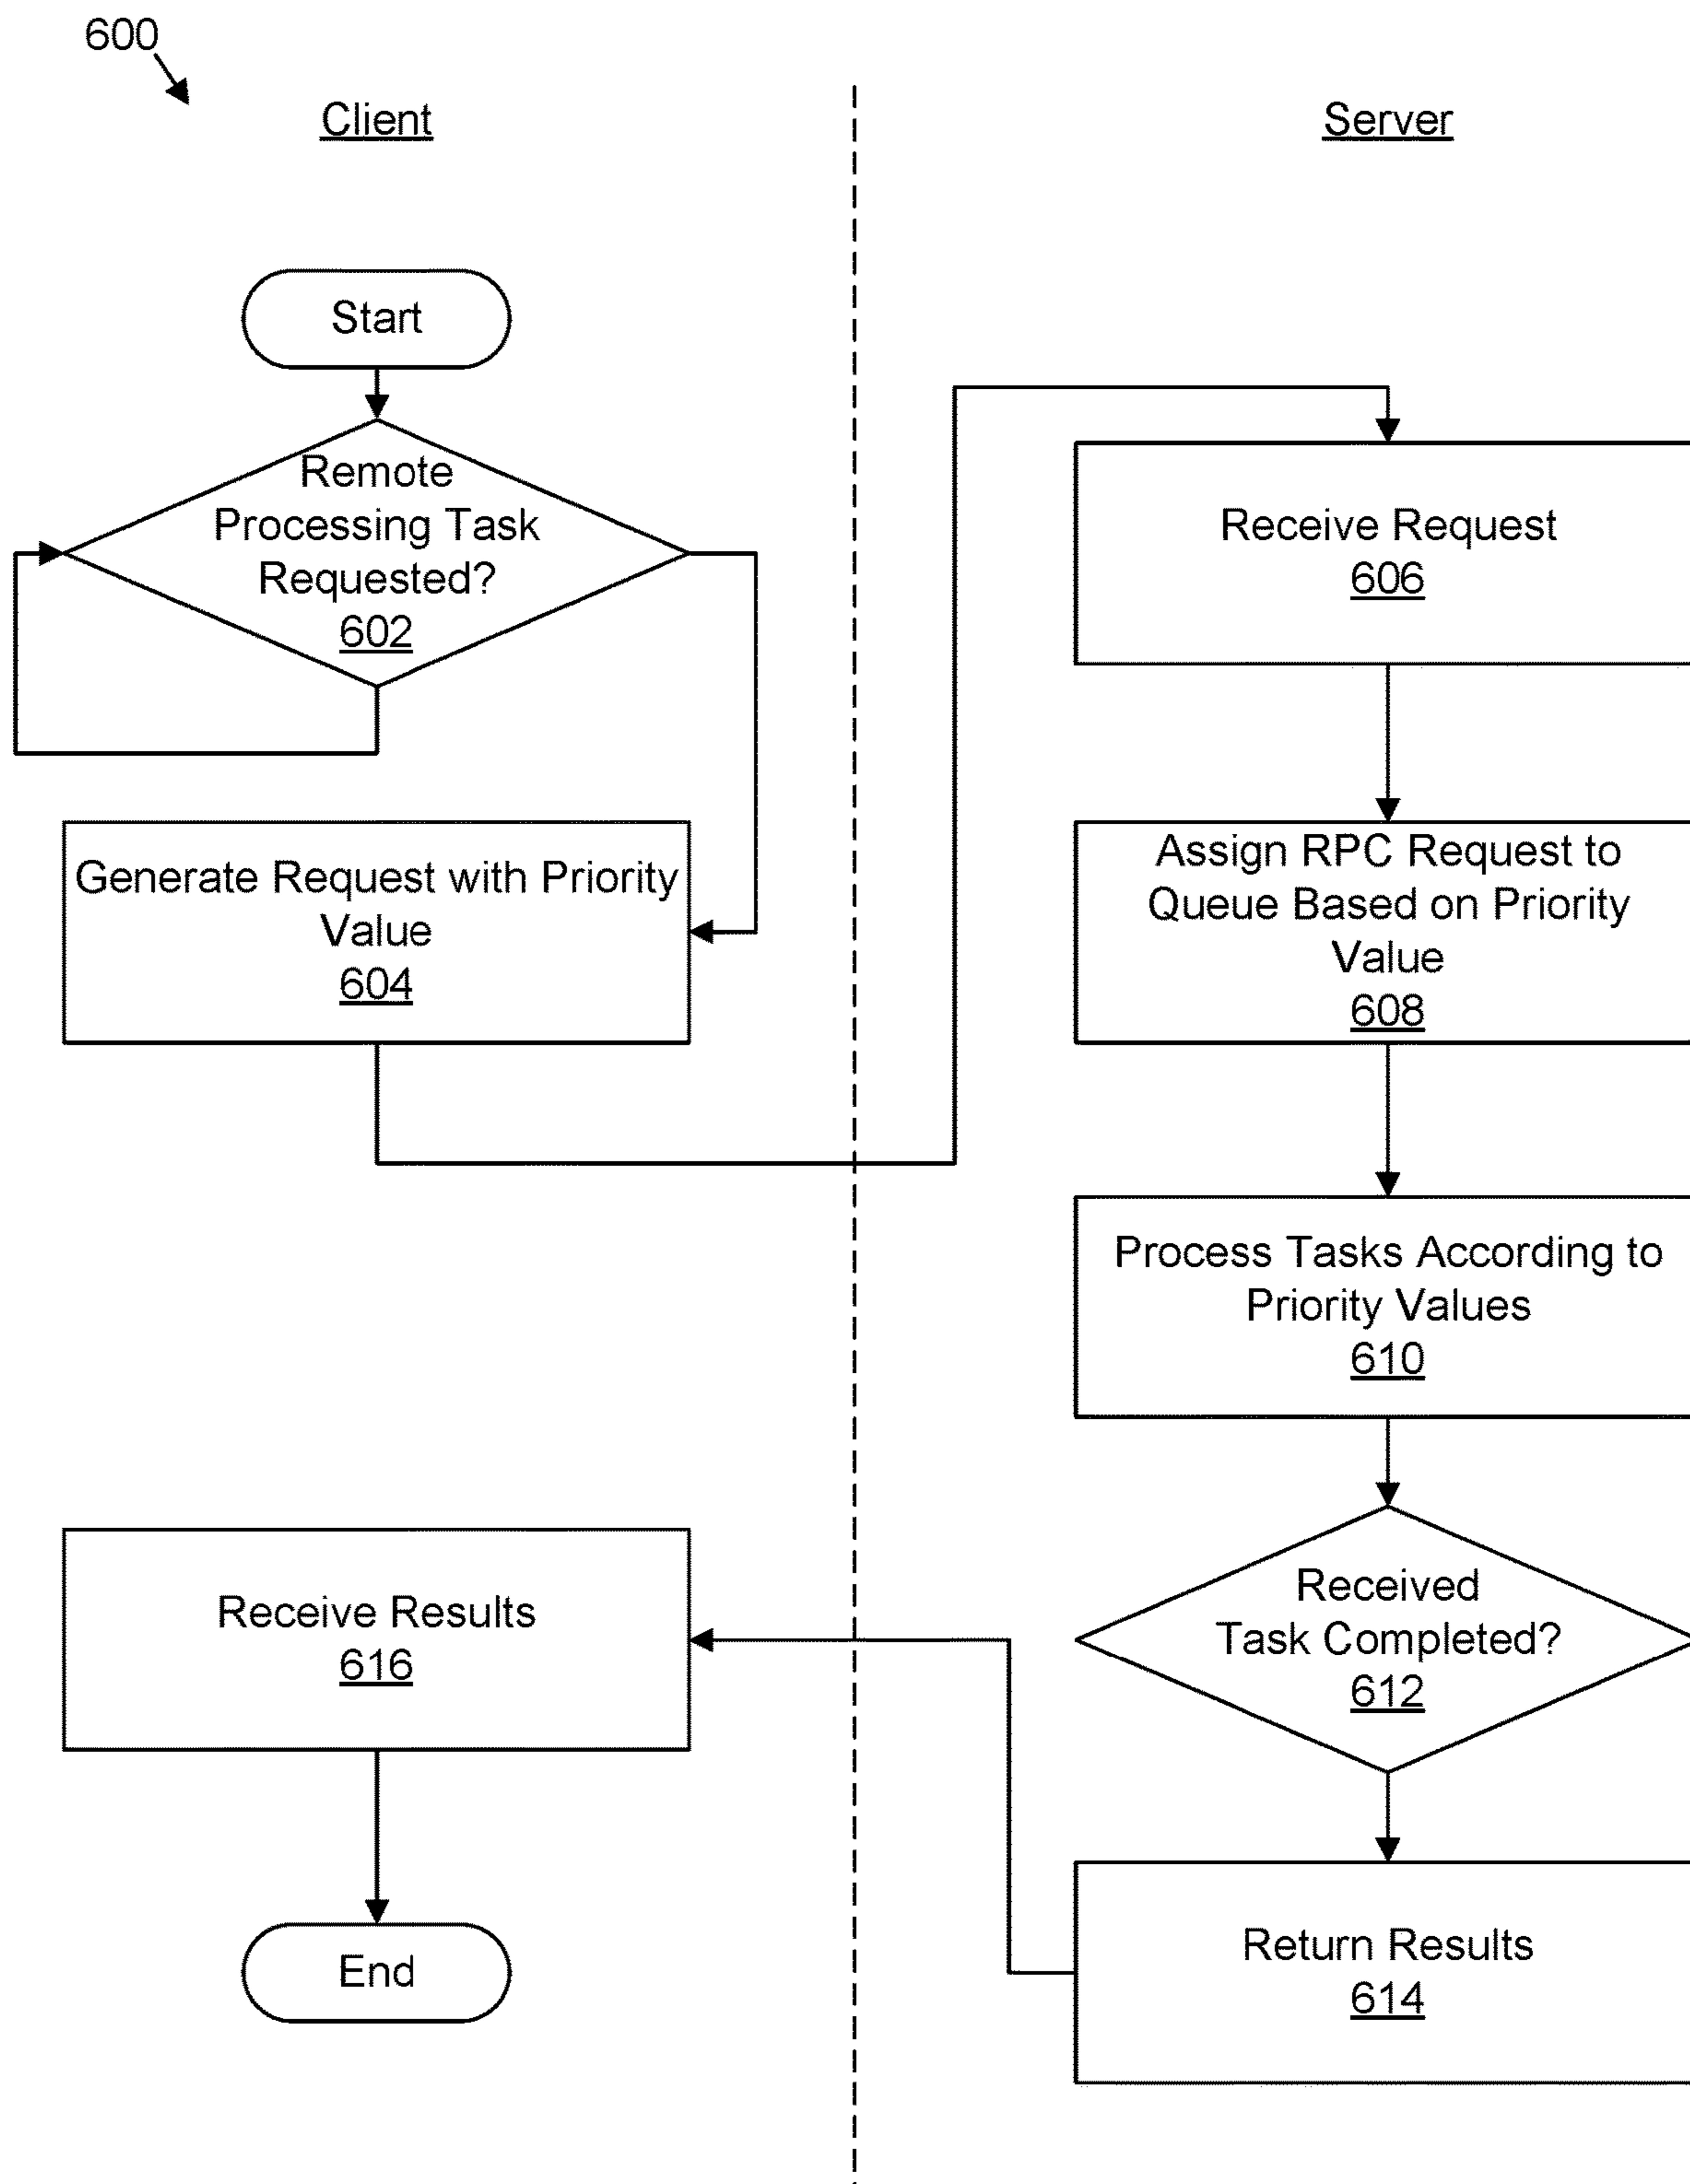 600
Client
Server
Start
Remote
Processing Task
Requested?
602
Generate Request with Priority
Value
604
Receive Request
606
Assign RPC Request to
Queue Based on Priority
Value
608
Process Tasks According to
Priority Values
610
Received
Task Completed?
612
Return Results
614
Receive Results
616
End